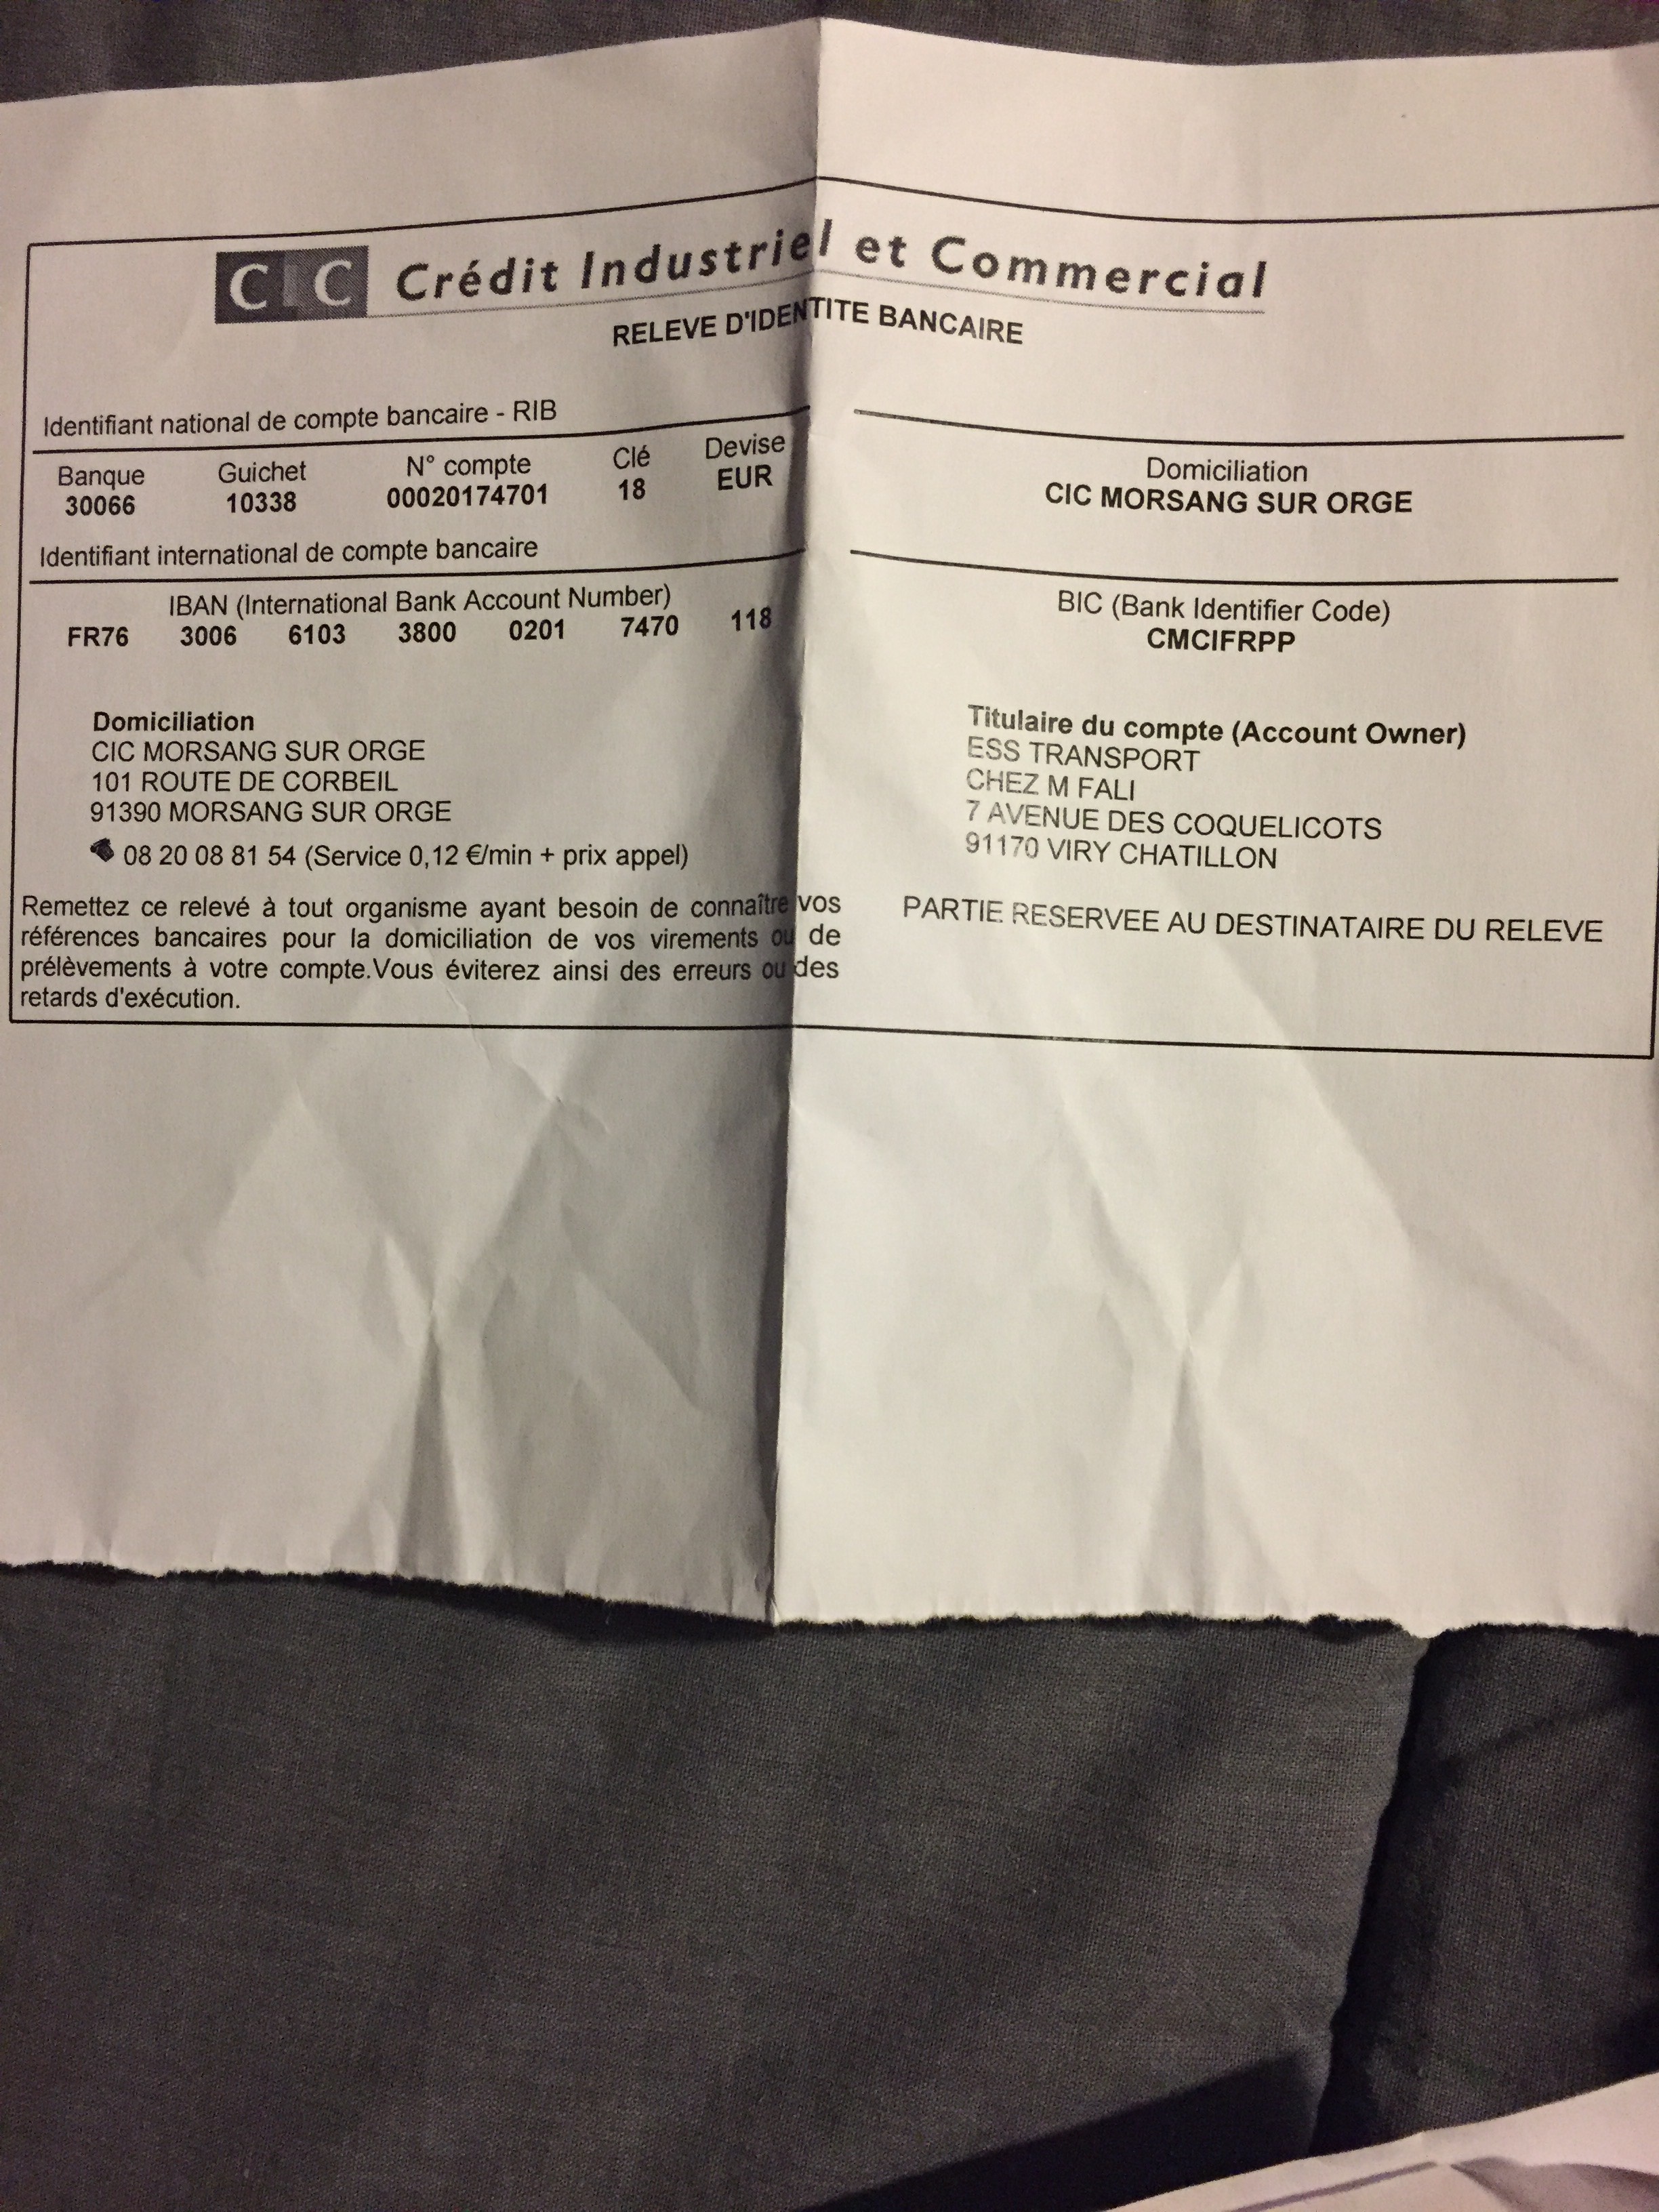 CIC Crédit Industriel et Commercial
RELEVE D'IDENTITE BANCAIRE
Identifiant national de compte bancaire - RIB
Banque Guichet N° compte Clé Devise Domiciliation
30066 10338 00020174701 18 EUR CIC MORSANG SUR ORGE
Identifiant international de compte bancaire
IBAN (International Bank Account Number) BIC (Bank Identifier Code)
FR76 3006 6103 3800 0201 7470 118 CMCIFRPP
Domiciliation
CIC MORSANG SUR ORGE
101 ROUTE DE CORBEIL
91390 MORSANG SUR ORGE
08 20 08 81 54 (Service 0,12 €/min + prix appel)
Titulaire du compte (Account Owner)
ESS TRANSPORT
CHEZ M FALI
7 AVENUE DES COQUELICOTS
91170 VIRY CHATILLON
Remettez ce relevé à tout organisme ayant besoin de connaître vos
références bancaires pour la domiciliation de vos virements ou de
prélèvements à votre compte.Vous éviterez ainsi des erreurs ou des
retards d'exécution.
PARTIE RESERVEE AU DESTINATAIRE DU RELEVE